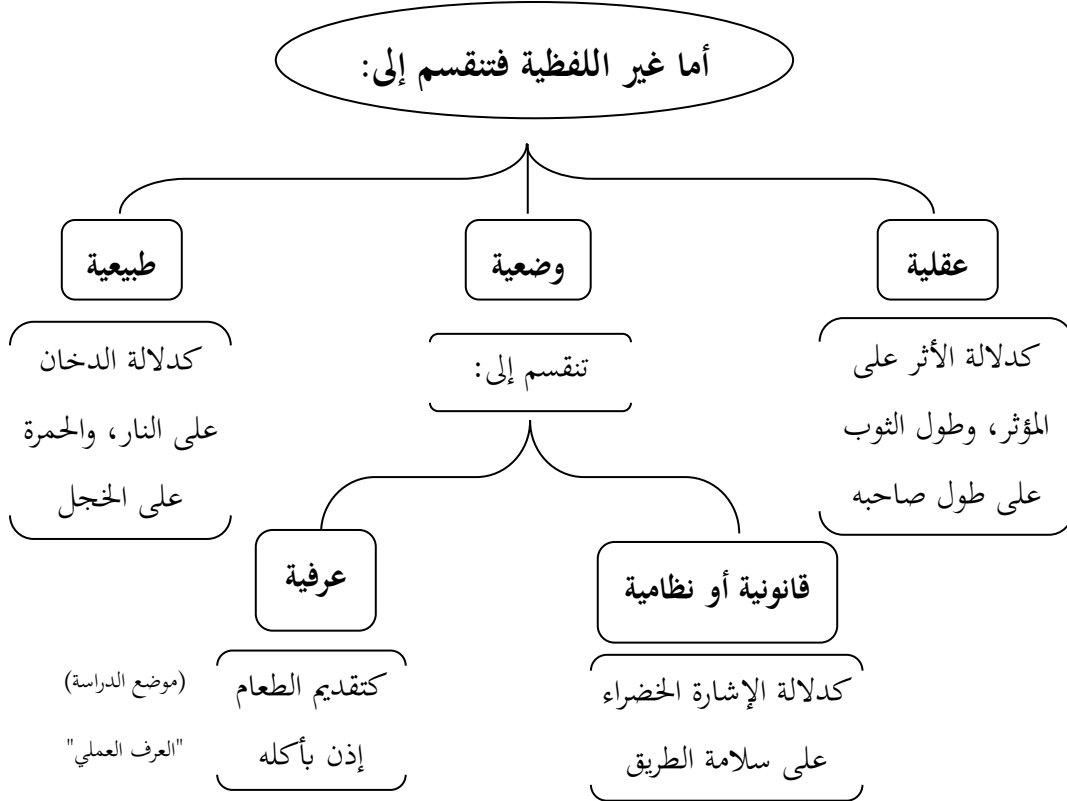 أما غير اللفظية فتنقسم إلى:
عقلية
وضعية
طبيعية
كدلالة الأثر على
المؤثر، وطول الثوب
على طول صاحبه
تنقسم إلى:
كدلالة الدخان
على النار، والحمرة
على الخجل
قانونية أو نظامية
عرفية
كدلالة الإشارة الخضراء
على سلامة الطريق
كتقديم الطعام
إذن بأكله
(موضع الدراسة)
"العرف العملي"